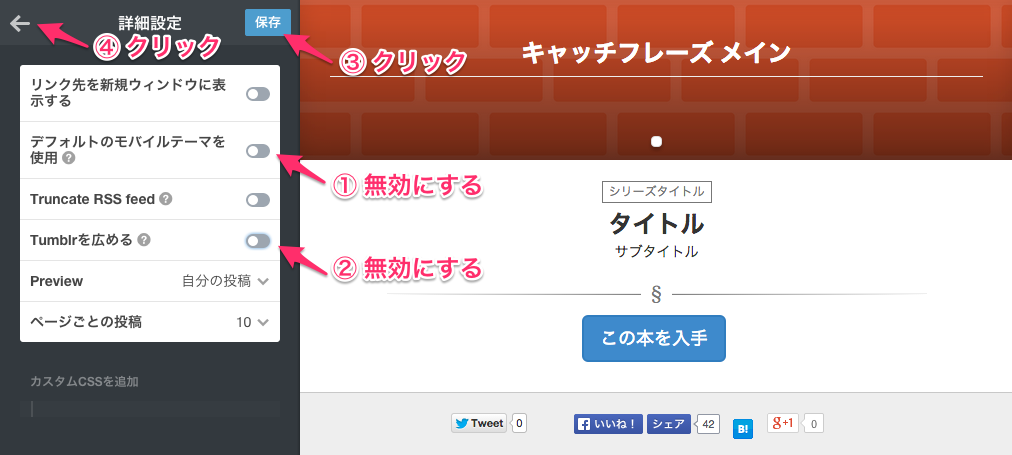 詳細設定
保存
④ クリック
③ クリック
リンク先を新規ウィンドウに表
示する
デフォルトのモバイルテーマを
使用 ?
① 無効にする
Truncate RSS feed ?
Tumblrを広める ?
② 無効にする
Preview 自分の投稿
ページごとの投稿 10
カスタムCSSを追加
キャッチフレーズ メイン
シリーズタイトル
タイトル
サブタイトル
§
この本を入手
Tweet 0 いいね! シェア 42 B! g+1 0